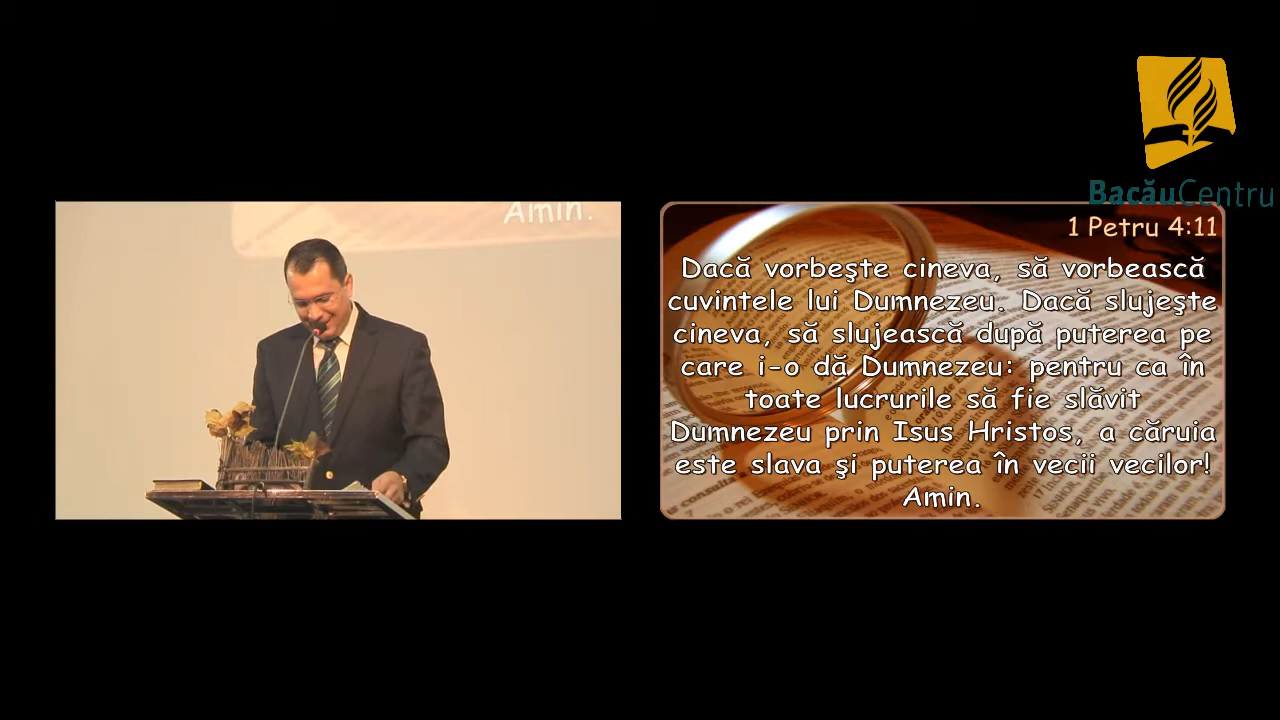 BacăuCentru
Amin.
1 Petru 4:11
Dacă vorbeşte cineva, să vorbească
cuvintele lui Dumnezeu. Dacă slujeşte
cineva, să slujească după puterea pe
care i-o dă Dumnezeu: pentru ca în
toate lucrurile să fie slăvit
Dumnezeu prin Isus Hristos, a căruia
este slava şi puterea în vecii vecilor!
Amin.